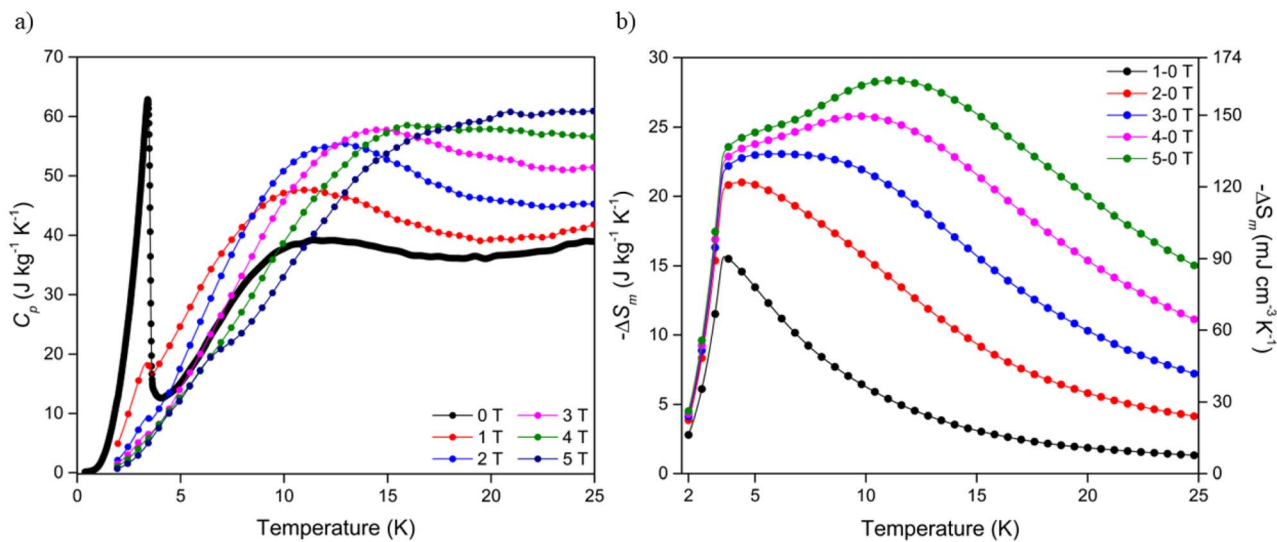 a)
70
60
50
40
30
20
10
0
C_p (J kg⁻¹ K⁻¹)
0 T
1 T
2 T
3 T
4 T
5 T
0
5
10
15
20
25
Temperature (K)
b)
30
25
20
15
10
5
0
-ΔS_m (J kg⁻¹ K⁻¹)
1-0 T
2-0 T
3-0 T
4-0 T
5-0 T
174
150
120
90
60
30
0
-ΔS_m (mJ cm⁻³ K⁻¹)
2
5
10
15
20
25
Temperature (K)